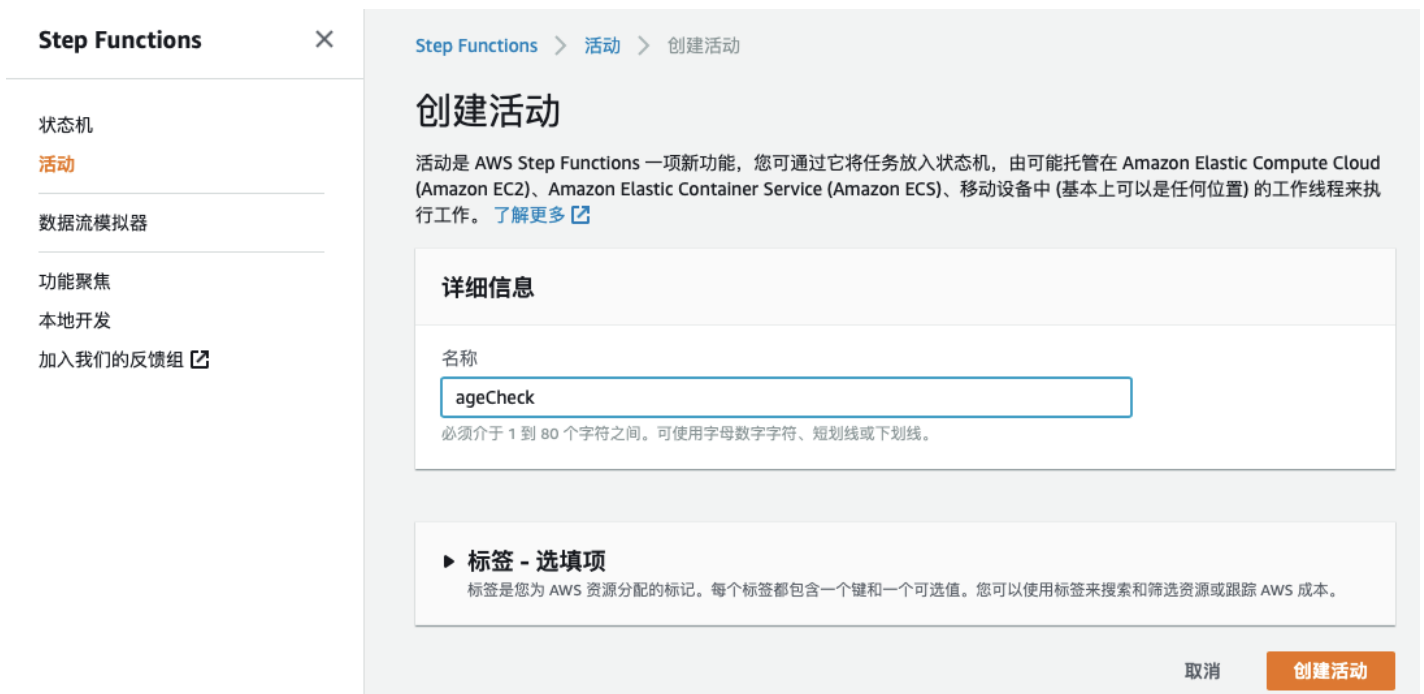 Step Functions
状态机
活动
数据流模拟器
功能聚焦
本地开发
加入我们的反馈组
Step Functions > 活动 > 创建活动
创建活动
活动是 AWS Step Functions 一项新功能，您可通过它将任务放入状态机，由可能托管在 Amazon Elastic Compute Cloud
(Amazon EC2)、Amazon Elastic Container Service (Amazon ECS)、移动设备中 (基本上可以是任何位置) 的工作线程来执
行工作。 了解更多
详细信息
名称
ageCheck
必须介于 1 到 80 个字符之间。可使用字母数字字符、短划线或下划线。
标签 - 选填项
标签是您为 AWS 资源分配的标记。每个标签都包含一个键和一个可选值。您可以使用标签来搜索和筛选资源或跟踪 AWS 成本。
取消
创建活动